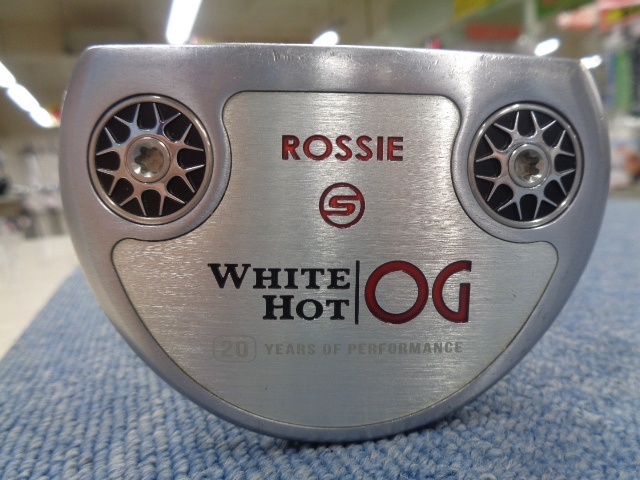 ROSSIE
S
WHITE HOT | OG
20 YEARS OF PERFORMANCE